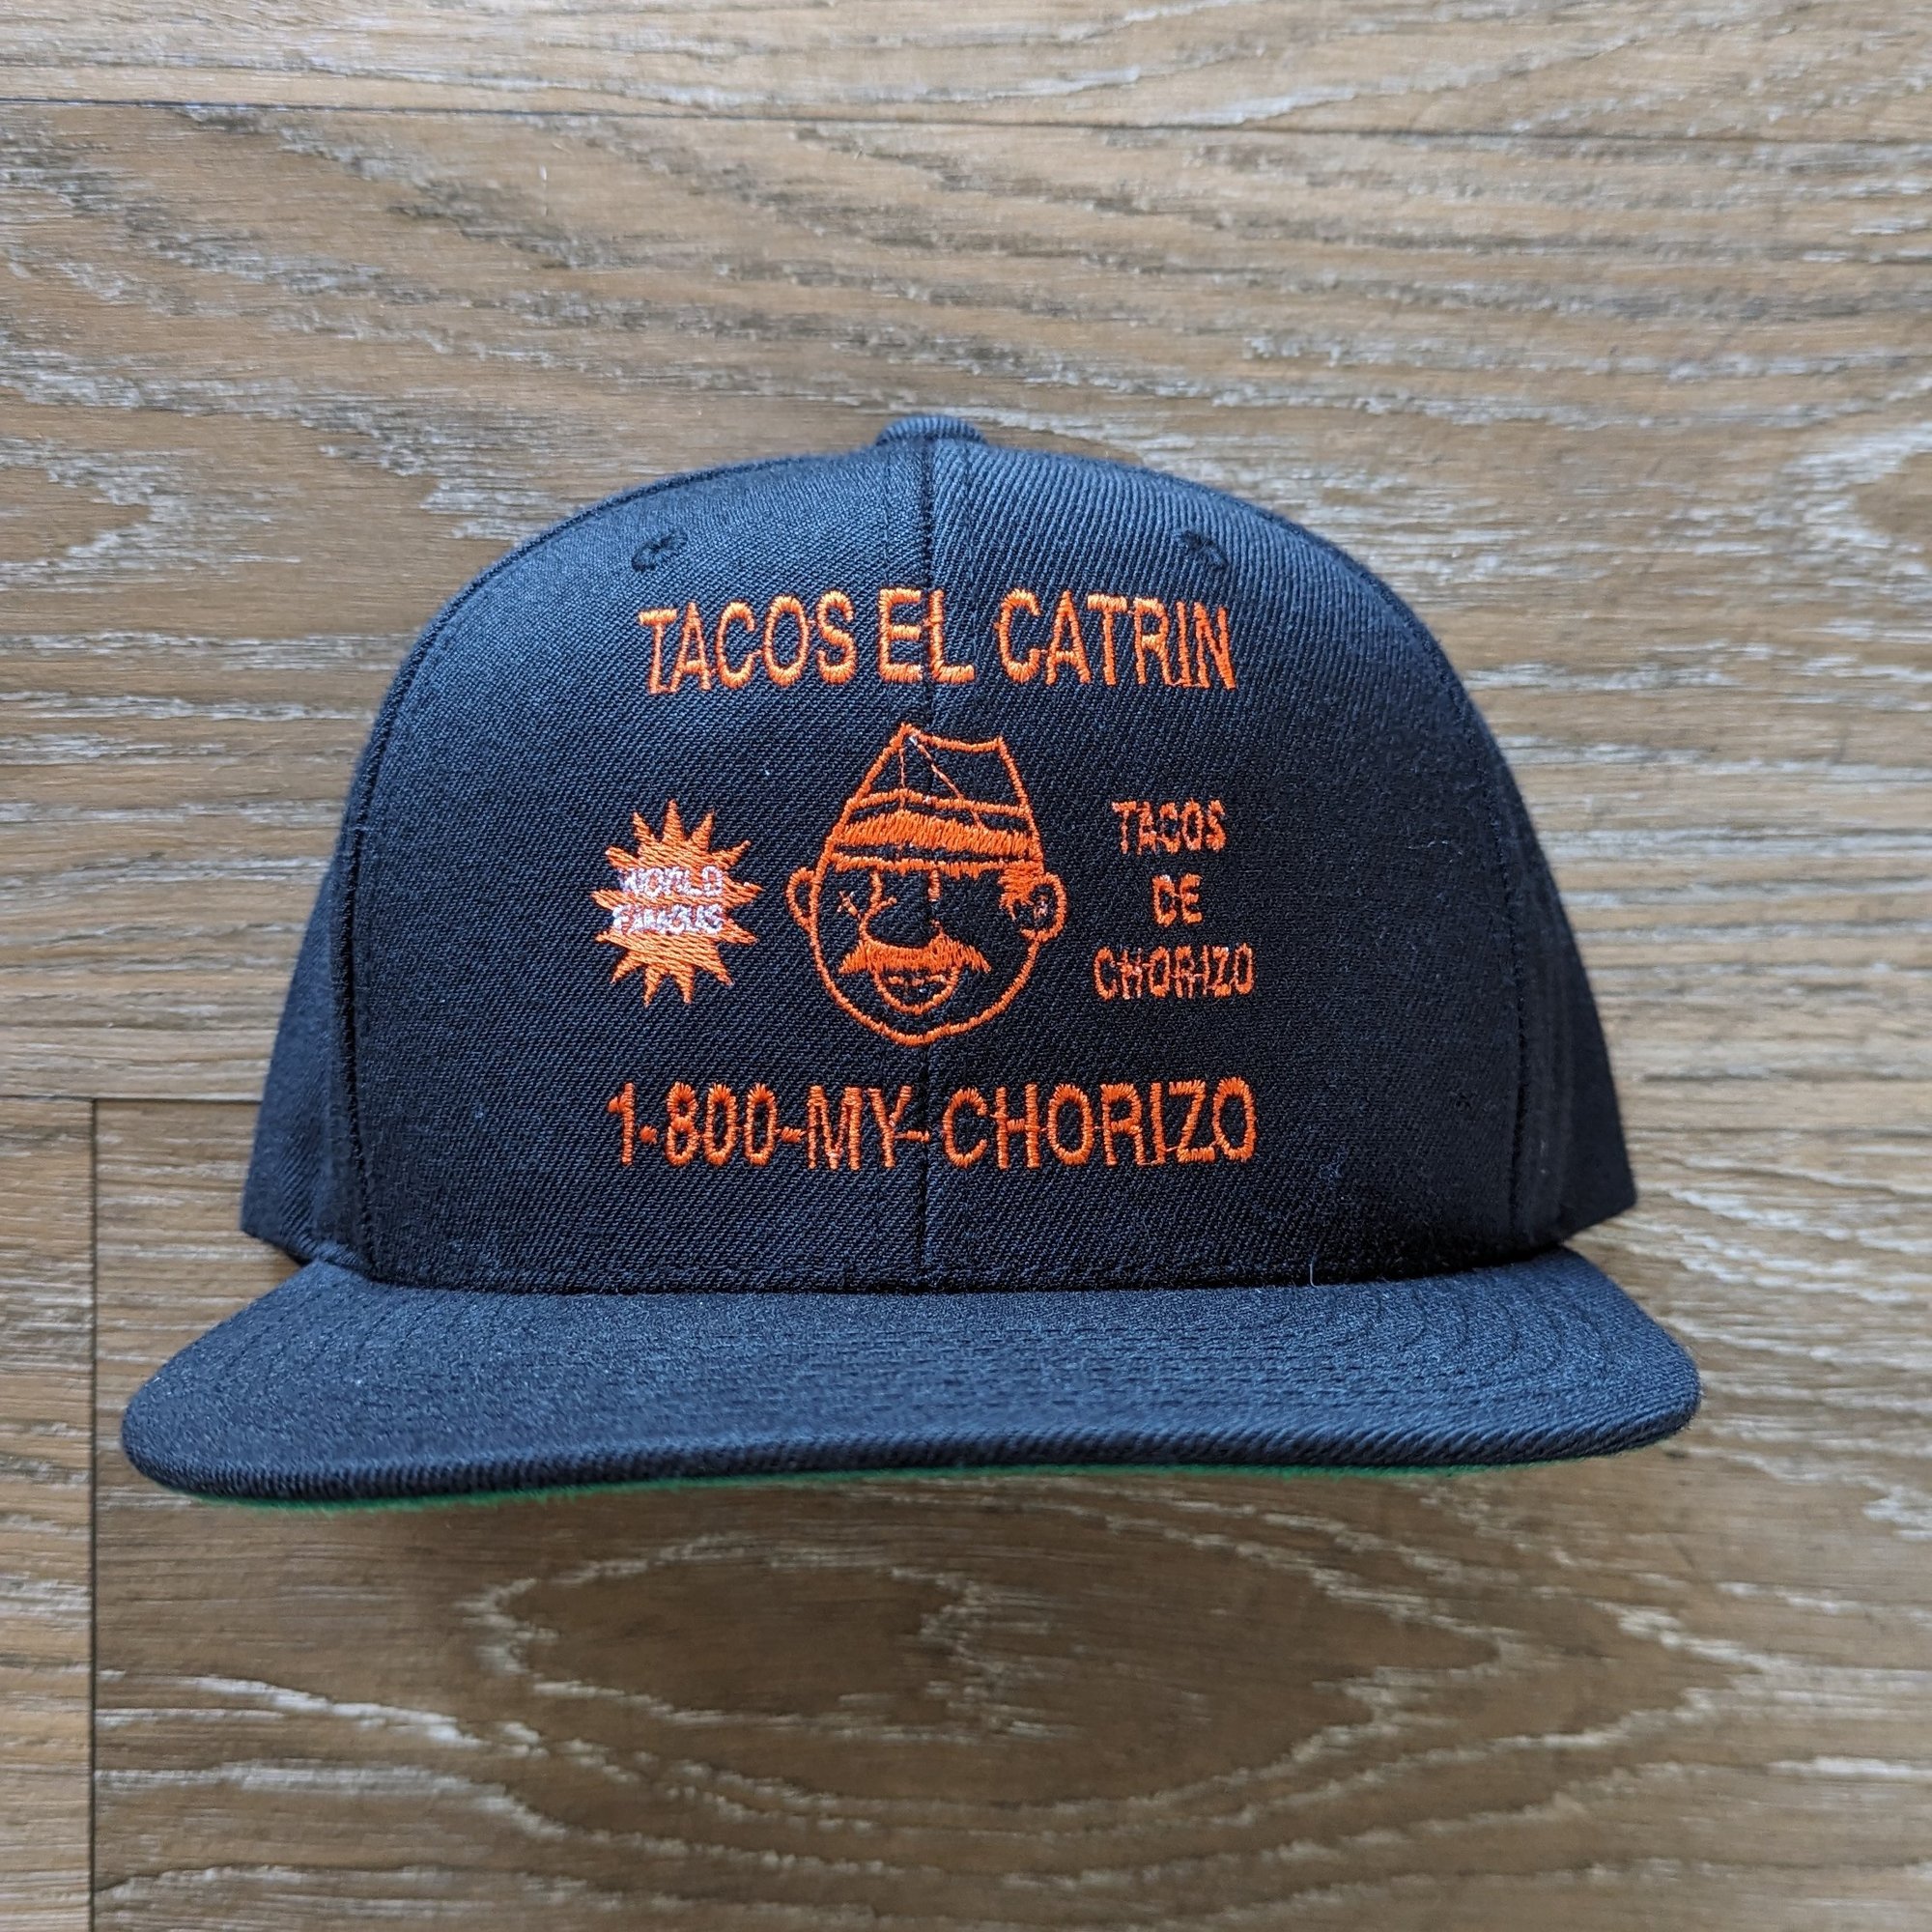 TACOS EL CATRIN
WORLD
FAMOUS
TACOS
DE
CHORIZO
1-800-MY-CHORIZO